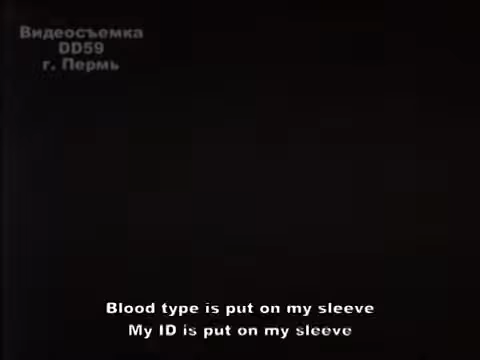 Видеосъемка
DD59
г. Пермь
Blood type is put on my sleeve
My ID is put on my sleeve